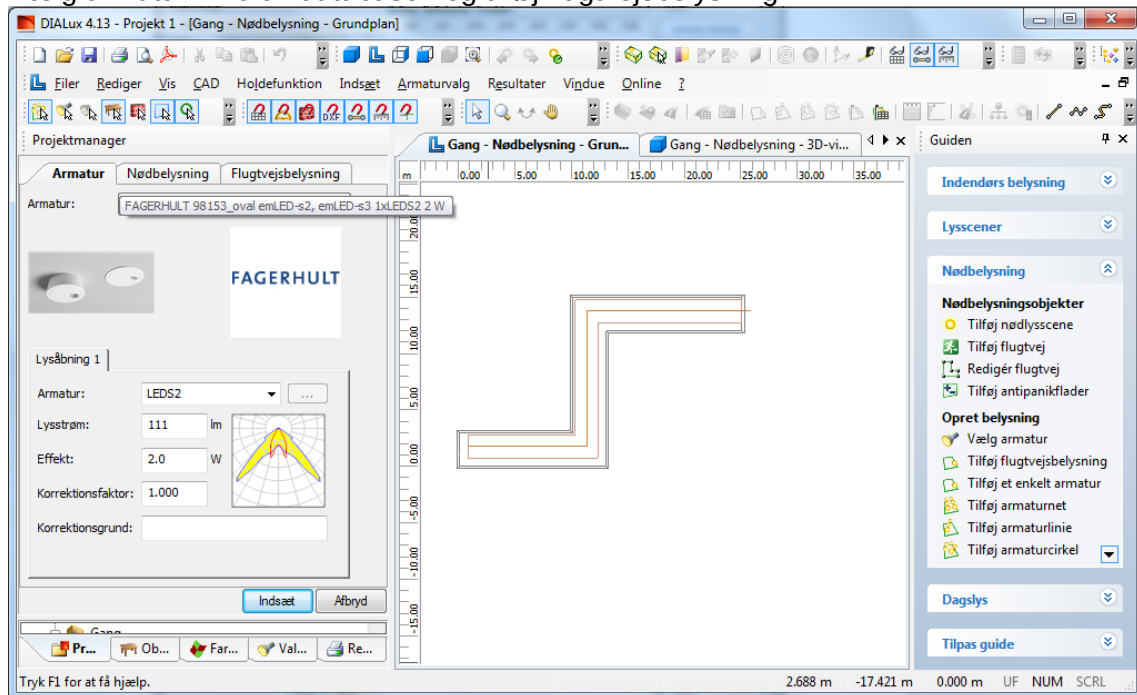 DIALux 4.13 - Projekt 1 - [Gang - Nødbelysning - Grundplan]
Filer Rediger Vis CAD Holdefunktion Indsæt Armaturvalg Resultater Vindue Online ?
Projektmanager
Armatur Nødbelysning Flugtvejsbelysning
Armatur:
FAGERHULT 98153_oval emLED-s2, emLED-s3 1xLEDS2 2 W
FAGERHULT
Lysåbning 1
Armatur: LEDS2 ...
Lysstrøm: 111 lm
Effekt: 2.0 W
Korrektionsfaktor: 1.000
Korrektionsgrund:
Indsæt Afbryd
Gang
Pr... Ob... Far... Val... Re...
Gang - Nødbelysning - Grun... Gang - Nødbelysning - 3D-vi...
m 0.00 5.00 10.00 15.00 20.00 25.00 30.00 35.00
20.00
15.00
10.00
5.00
0.00
-5.00
-10.00
-15.00
DXF
Guiden
Indendørs belysning
Lysscener
Nødbelysning
Nødbelysningsobjekter
Tilføj nødlysscene
Tilføj flugtvej
Redigér flugtvej
Tilføj antipanikflader
Opret belysning
Vælg armatur
Tilføj flugtvejsbelysning
Tilføj et enkelt armatur
Tilføj armaturnet
Tilføj armaturlinie
Tilføj armaturcirkel
Dagslys
Tilpas guide
Tryk F1 for at få hjælp.
2.688 m -17.421 m 0.000 m UF NUM SCRL